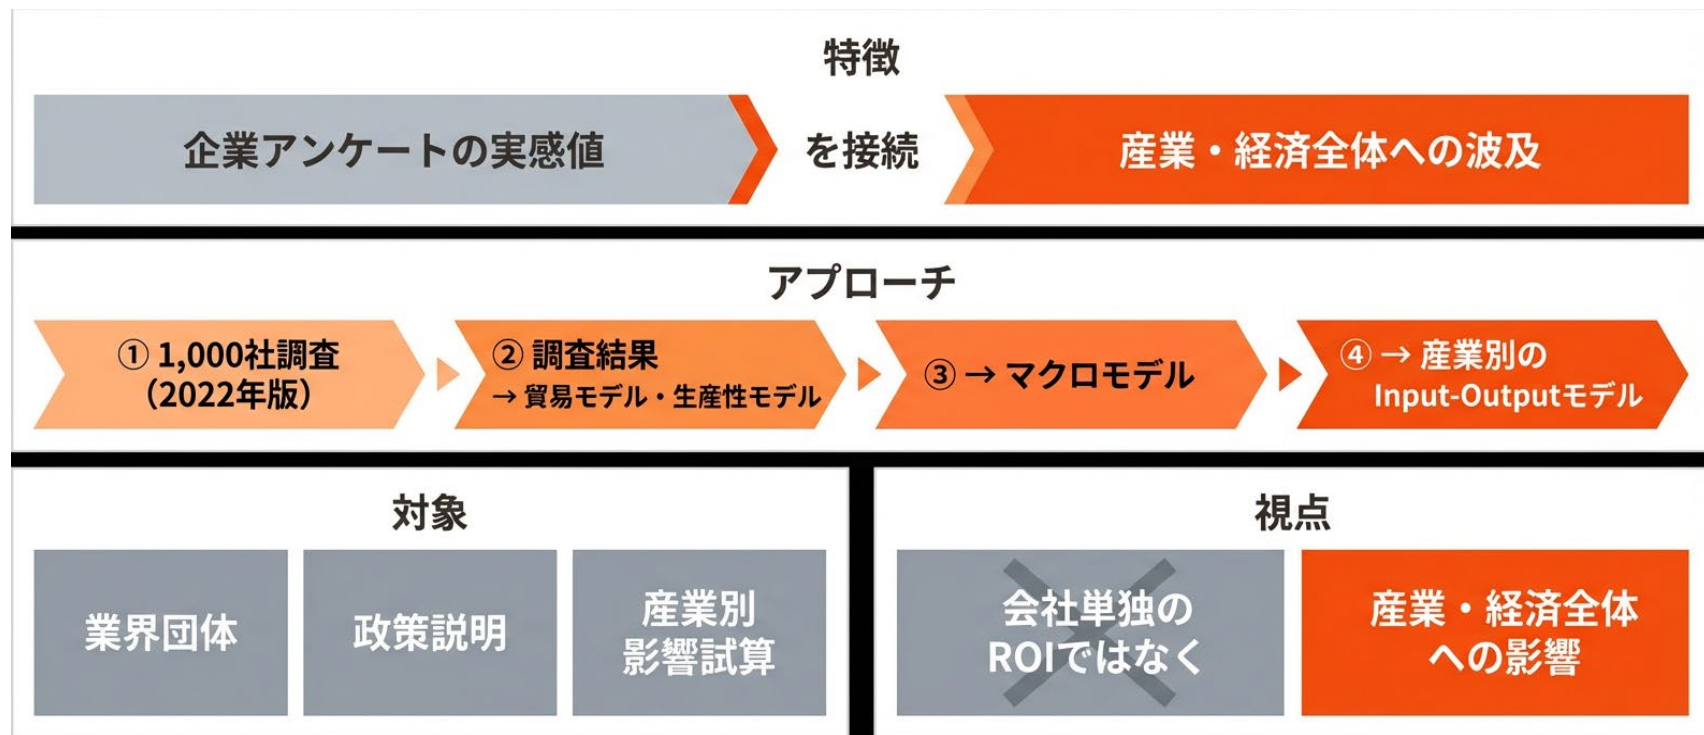 特徴
企業アンケートの実感値
を接続
産業・経済全体への波及
アプローチ
① 1,000社調査
（2022年版）
② 調査結果
→ 貿易モデル・生産性モデル
③ → マクロモデル
④ → 産業別の
Input-Outputモデル
対象
業界団体
政策説明
産業別
影響試算
視点
会社単独の
ROIではなく
産業・経済全体
への影響